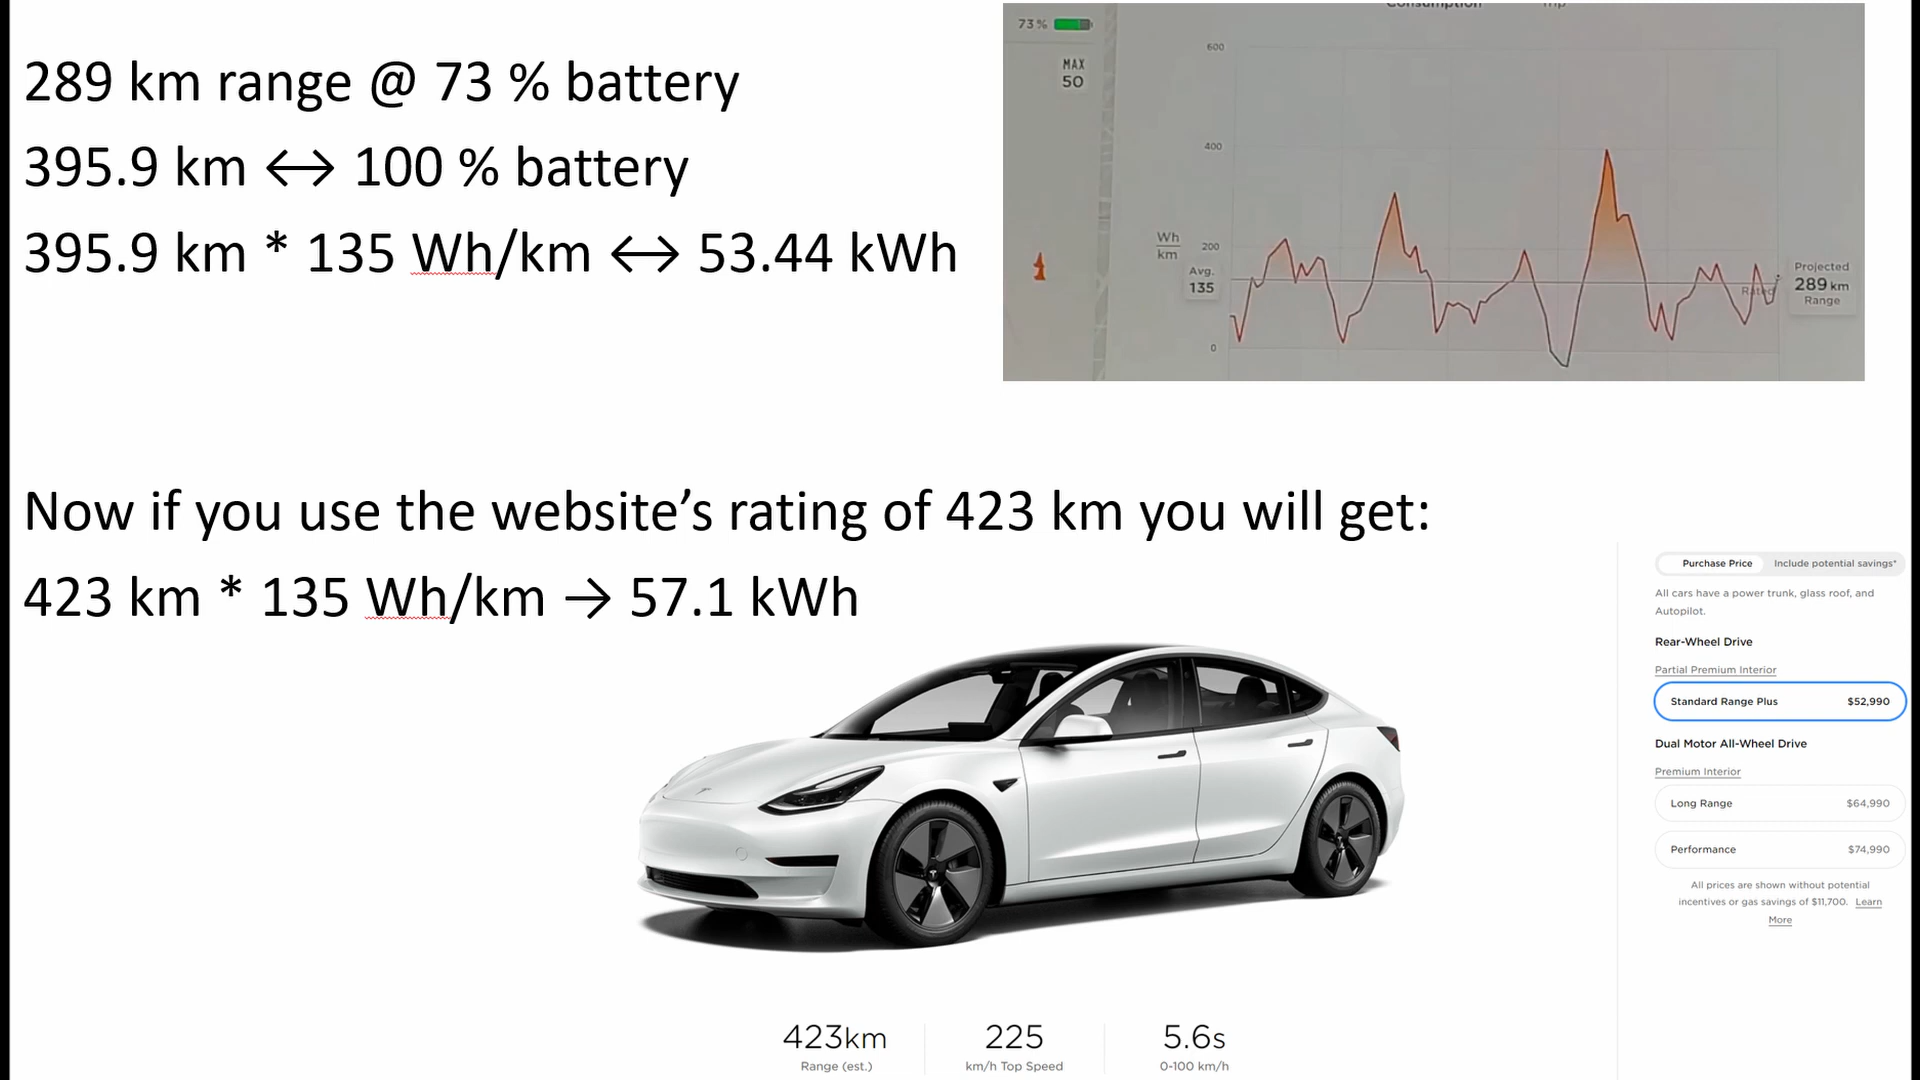 289 km range @ 73 % battery
395.9 km ↔ 100 % battery
395.9 km * 135 Wh/km ↔ 53.44 kWh
Consumption
Trip
73 %
MAX
50
600
400
Wh
km
200
Avg.
135
0
Rated
Projected
289 km
Range
Now if you use the website’s rating of 423 km you will get:
423 km * 135 Wh/km → 57.1 kWh
Purchase Price
Include potential savings*
All cars have a power trunk, glass roof, and
Autopilot.
Rear-Wheel Drive
Partial Premium Interior
Standard Range Plus $52,990
Dual Motor All-Wheel Drive
Premium Interior
Long Range $64,990
Performance $74,990
All prices are shown without potential
incentives or gas savings of $11,700. Learn
More
423km
Range (est.)
225
km/h Top Speed
5.6s
0-100 km/h